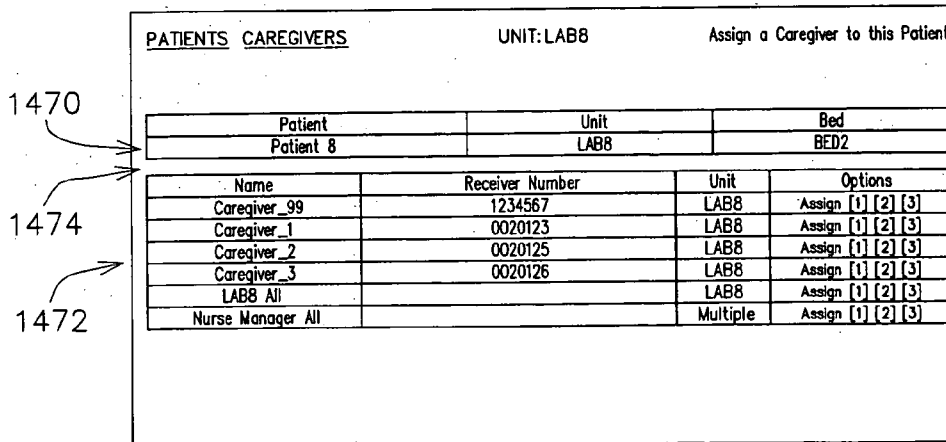 PATIENTS CAREGIVERS UNIT:LAB8 Assign a Caregiver to this Patient
1470
Patient Unit Bed
Patient 8 LAB8 BED2
Name Receiver Number Unit Options
Caregiver_99 1234567 LAB8 Assign [1] [2] [3]
1474
Caregiver_1 0020123 LAB8 Assign [1] [2] [3]
Caregiver_2 0020125 LAB8 Assign [1] [2] [3]
Caregiver_3 0020126 LAB8 Assign [1] [2] [3]
LAB8 All LAB8 Assign [1] [2] [3]
1472
Nurse Manager All Multiple Assign [1] [2] [3]